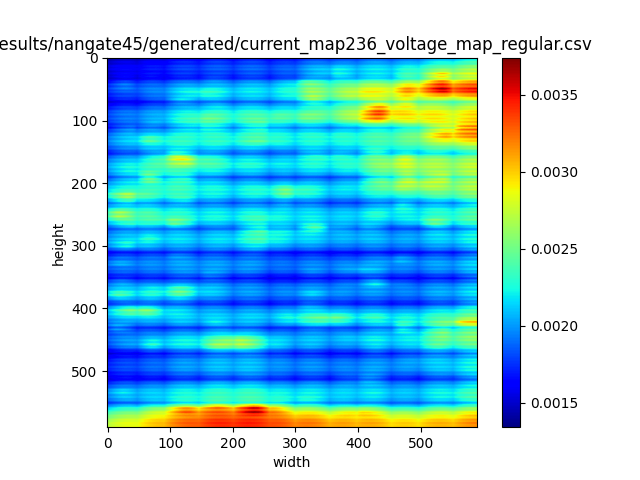 esults/nangate45/generated/current_map236_voltage_map_regular.csv
0
100
200
300
400
500
height
0 100 200 300 400 500
width
0.0035
0.0030
0.0025
0.0020
0.0015